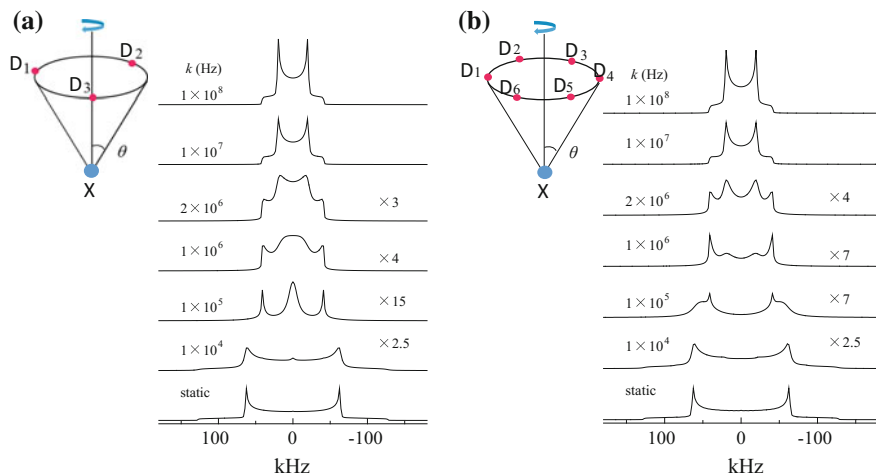 (a)
D1
D2
D3
θ
X
k (Hz)
1 × 10^8
1 × 10^7
2 × 10^6
× 3
1 × 10^6
× 4
1 × 10^5
× 15
1 × 10^4
× 2.5
static
100
0
-100
kHz
(b)
D1
D2
D3
D4
D5
D6
θ
X
k (Hz)
1 × 10^8
1 × 10^7
2 × 10^6
× 4
1 × 10^6
× 7
1 × 10^5
× 7
1 × 10^4
× 2.5
static
100
0
-100
kHz